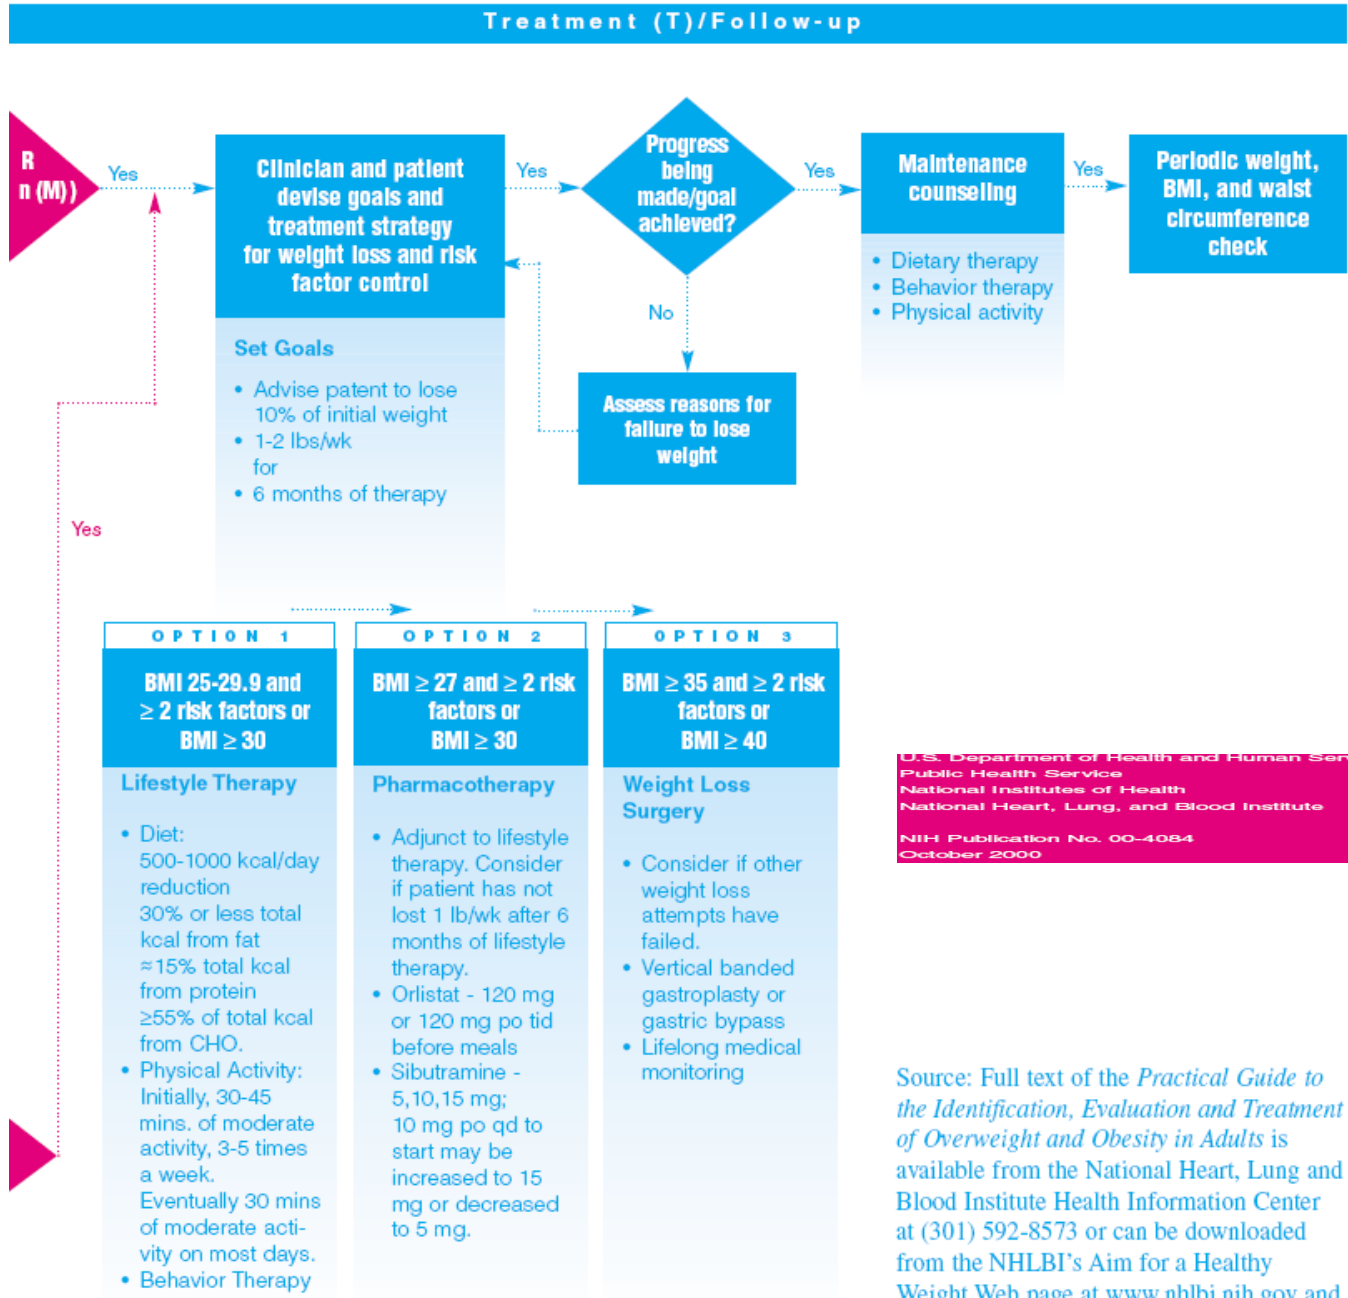 Treatment (T)/Follow-up
R
n (M))
Yes
Clinician and patient
devise goals and
treatment strategy
for weight loss and risk
factor control
Yes
Progress
being
made/goal
achieved?
Yes
Maintenance
counseling
Yes
Periodic weight,
BMI, and waist
circumference
check
• Dietary therapy
• Behavior therapy
• Physical activity
No
Set Goals
• Advise patent to lose
10% of initial weight
• 1-2 lbs/wk
for
• 6 months of therapy
Assess reasons for
failure to lose
weight
Yes
OPTION 1
BMI 25-29.9 and
≥ 2 risk factors or
BMI ≥ 30
Lifestyle Therapy
• Diet:
500-1000 kcal/day
reduction
30% or less total
kcal from fat
≈15% total kcal
from protein
≥55% of total kcal
from CHO.
• Physical Activity:
Initially, 30-45
mins. of moderate
activity, 3-5 times
a week.
Eventually 30 mins
of moderate acti-
vity on most days.
• Behavior Therapy
OPTION 2
BMI ≥ 27 and ≥ 2 risk
factors or
BMI ≥ 30
Pharmacotherapy
• Adjunct to lifestyle
therapy. Consider
if patient has not
lost 1 lb/wk after 6
months of lifestyle
therapy.
• Orlistat - 120 mg
or 120 mg po tid
before meals
• Sibutramine -
5,10,15 mg;
10 mg po qd to
start may be
increased to 15
mg or decreased
to 5 mg.
OPTION 3
BMI ≥ 35 and ≥ 2 risk
factors or
BMI ≥ 40
Weight Loss
Surgery
• Consider if other
weight loss
attempts have
failed.
• Vertical banded
gastroplasty or
gastric bypass
• Lifelong medical
monitoring
U.S. Department of Health and Human Ser
Public Health Service
National Institutes of Health
National Heart, Lung, and Blood Institute
NIH Publication No. 00-4084
October 2000
Source: Full text of the Practical Guide to
the Identification, Evaluation and Treatment
of Overweight and Obesity in Adults is
available from the National Heart, Lung and
Blood Institute Health Information Center
at (301) 592-8573 or can be downloaded
from the NHLBI's Aim for a Healthy
Weight Web page at www.nhlbi.nih.gov and